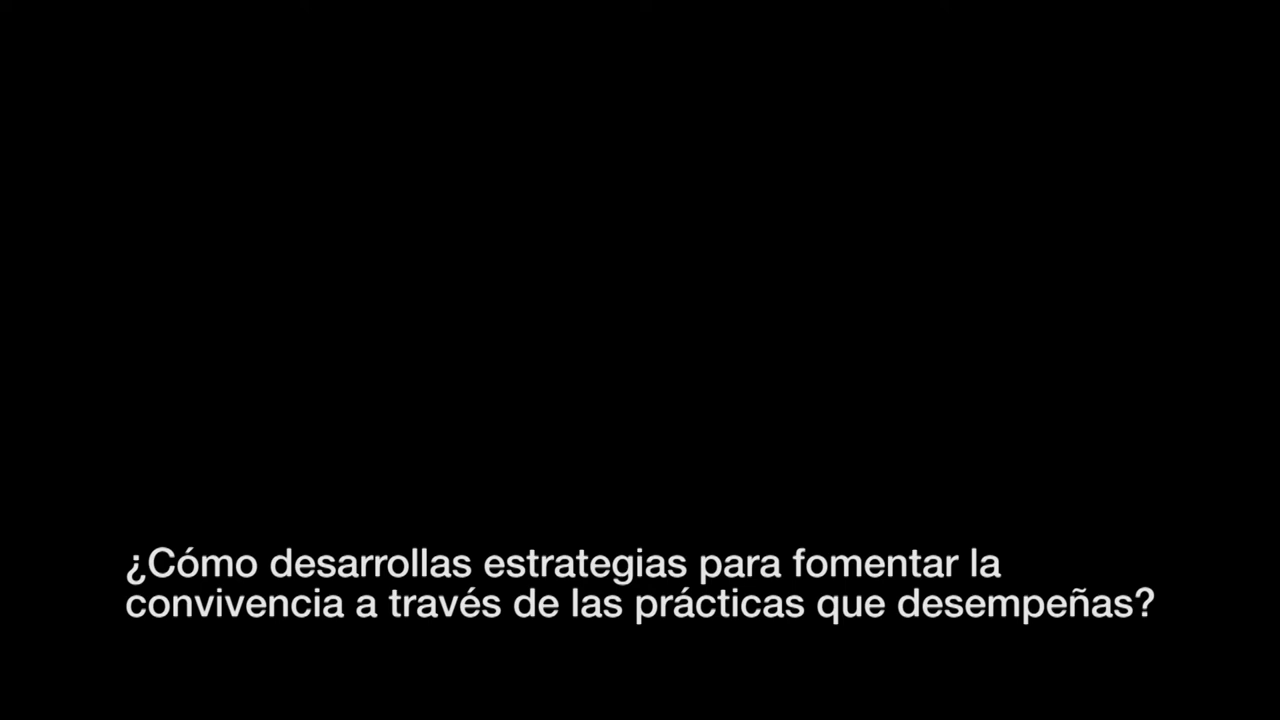 ¿Cómo desarrollas estrategias para fomentar la
convivencia a través de las prácticas que desempeñas?